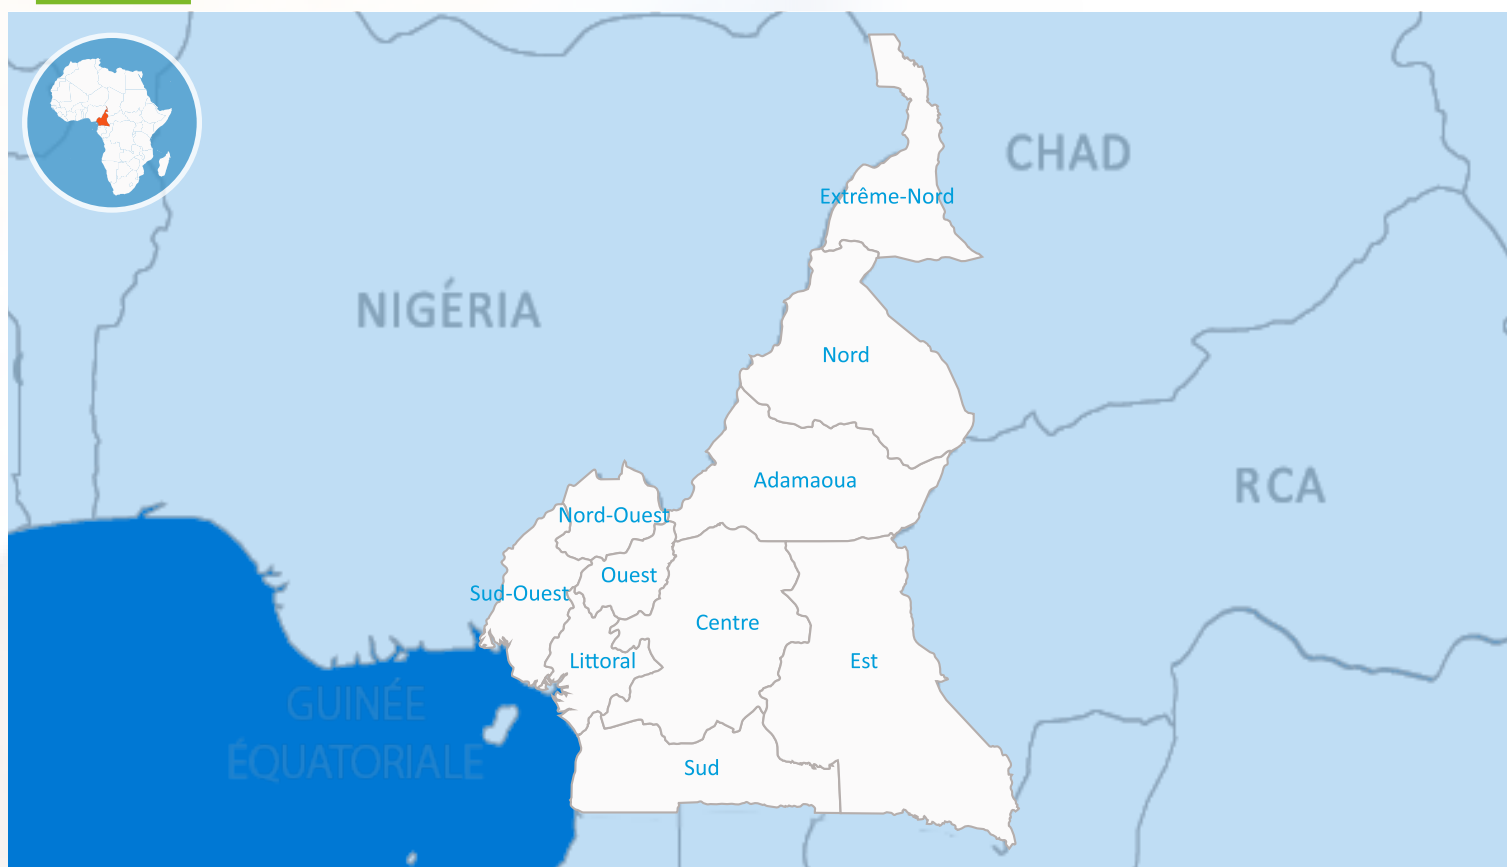 CHAD
Extrême-Nord
NIGÉRIA
Nord
Adamaoua
RCA
Nord-Ouest
Ouest
Sud-Ouest
Centre
Littoral
Est
GUINÉE
ÉQUATORIALE
Sud